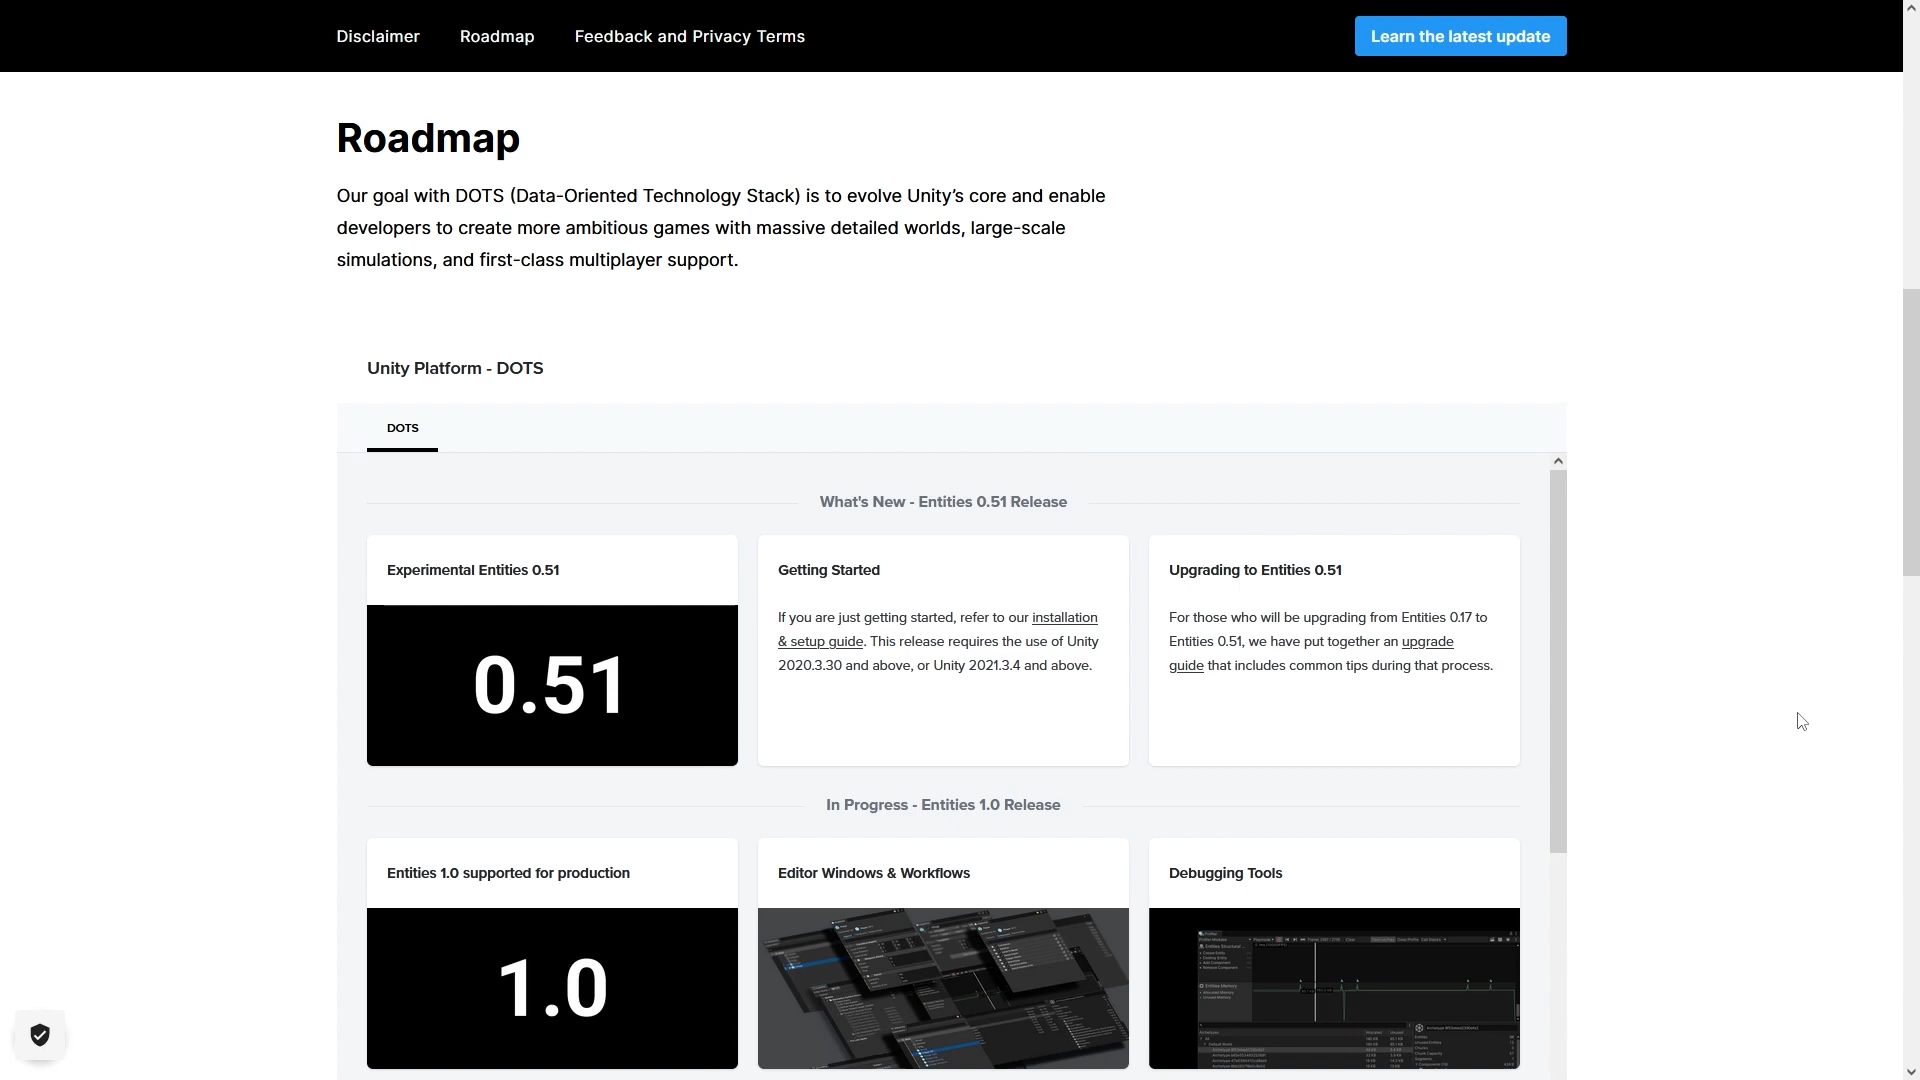 Disclaimer
Roadmap
Feedback and Privacy Terms
Learn the latest update
Roadmap
Our goal with DOTS (Data-Oriented Technology Stack) is to evolve Unity’s core and enable
developers to create more ambitious games with massive detailed worlds, large-scale
simulations, and first-class multiplayer support.
Unity Platform - DOTS
DOTS
What's New - Entities 0.51 Release
Experimental Entities 0.51
0.51
Getting Started
If you are just getting started, refer to our installation
& setup guide. This release requires the use of Unity
2020.3.30 and above, or Unity 2021.3.4 and above.
Upgrading to Entities 0.51
For those who will be upgrading from Entities 0.17 to
Entities 0.51, we have put together an upgrade
guide that includes common tips during that process.
In Progress - Entities 1.0 Release
Entities 1.0 supported for production
1.0
Editor Windows & Workflows
Debugging Tools